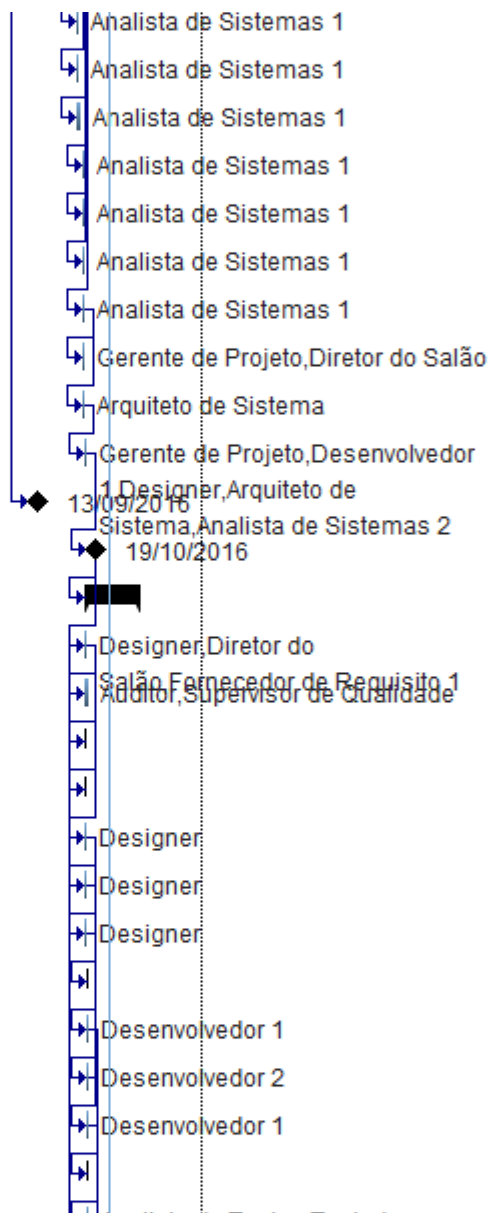 Analista de Sistemas 1
Analista de Sistemas 1
Analista de Sistemas 1
Analista de Sistemas 1
Analista de Sistemas 1
Analista de Sistemas 1
Analista de Sistemas 1
Gerente de Projeto,Diretor do Salão
Arquiteto de Sistema
Gerente de Projeto,Desenvolvedor
1,Designer,Arquiteto de
13/09/2016
Sistema,Analista de Sistemas 2
19/10/2016
Designer,Diretor do
Salão,Fornecedor de Requisito 1
Auditor,Supervisor de Qualidade
Designer
Designer
Designer
Desenvolvedor 1
Desenvolvedor 2
Desenvolvedor 1